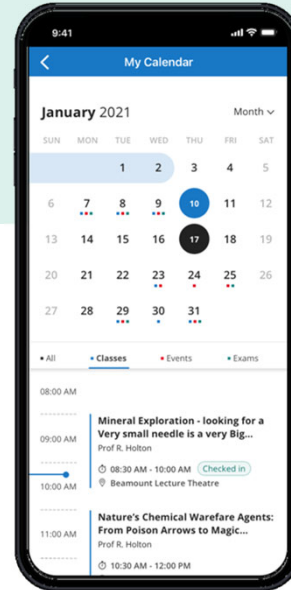 9:41
My Calendar
January 2021 Month
SUN MON TUE WED THU FRI SAT
1 2 3 4 5
6 7 8 9 10 11 12
13 14 15 16 17 18 19
20 21 22 23 24 25 26
27 28 29 30 31
All Classes Events Exams
08:00 AM
Mineral Exploration - looking for a
Very small needle is a very Big...
09:00 AM
Prof R. Holton
08:30 AM - 10:00 AM Checked in
Beamount Lecture Theatre
10:00 AM
Nature's Chemical Warefare Agents:
From Poison Arrows to Magic...
11:00 AM
Prof R. Holton
10:30 AM - 12:00 PM